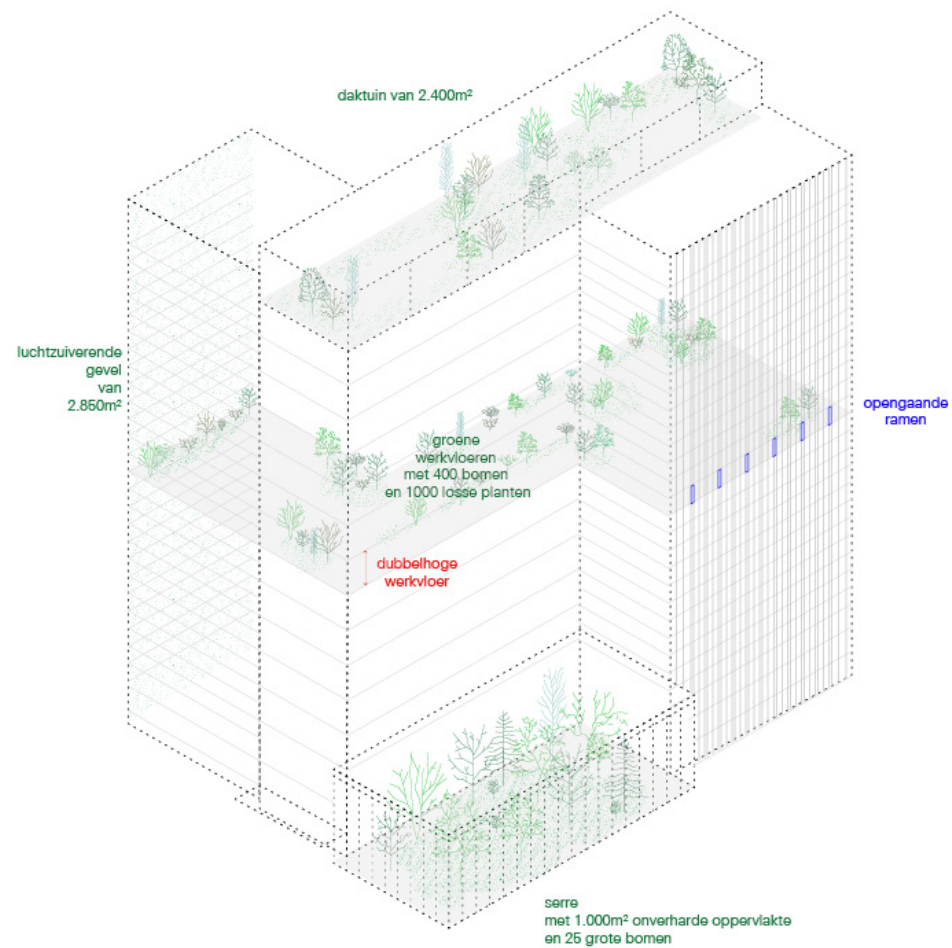 daktuin van 2.400m²
luchtzuiverende
gevel
van
2.850m²
opengaande
ramen
groene
werkvloeren
met 400 bomen
en 1000 losse planten
dubbelhoge
werkvloer
serre
met 1.000m² onverharde oppervlakte
en 25 grote bomen